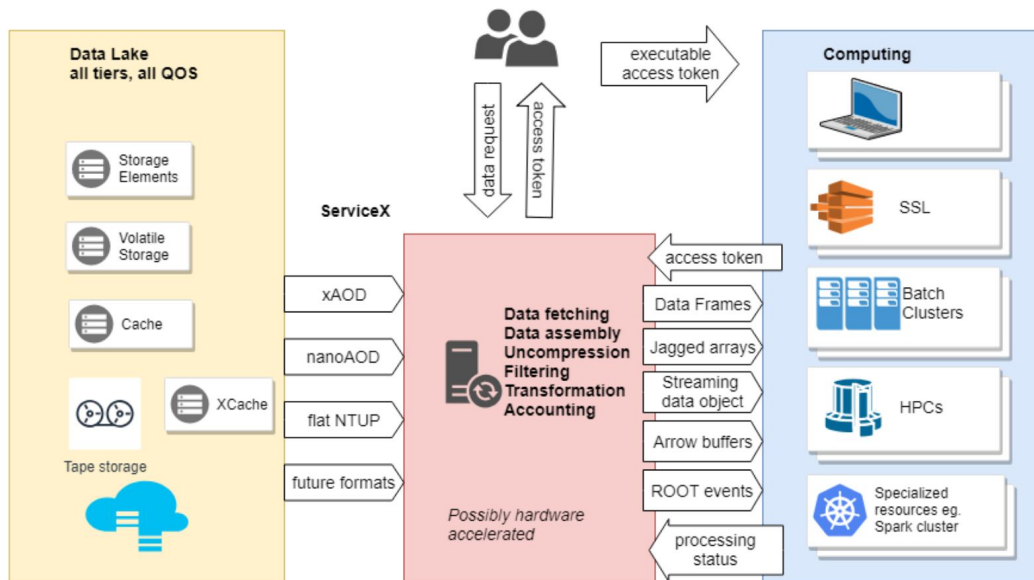 Data Lake
all tiers, all QOS
Storage
Elements
Volatile
Storage
Cache
XCache
Tape storage
ServiceX
xAOD
nanoAOD
flat NTUP
future formats
data request
access token
executable
access token
Data fetching
Data assembly
Uncompression
Filtering
Transformation
Accounting
Possibly hardware
accelerated
access token
Data Frames
Jagged arrays
Streaming
data object
Arrow buffers
ROOT events
processing
status
Computing
SSL
Batch
Clusters
HPCs
Specialized
resources eg.
Spark cluster